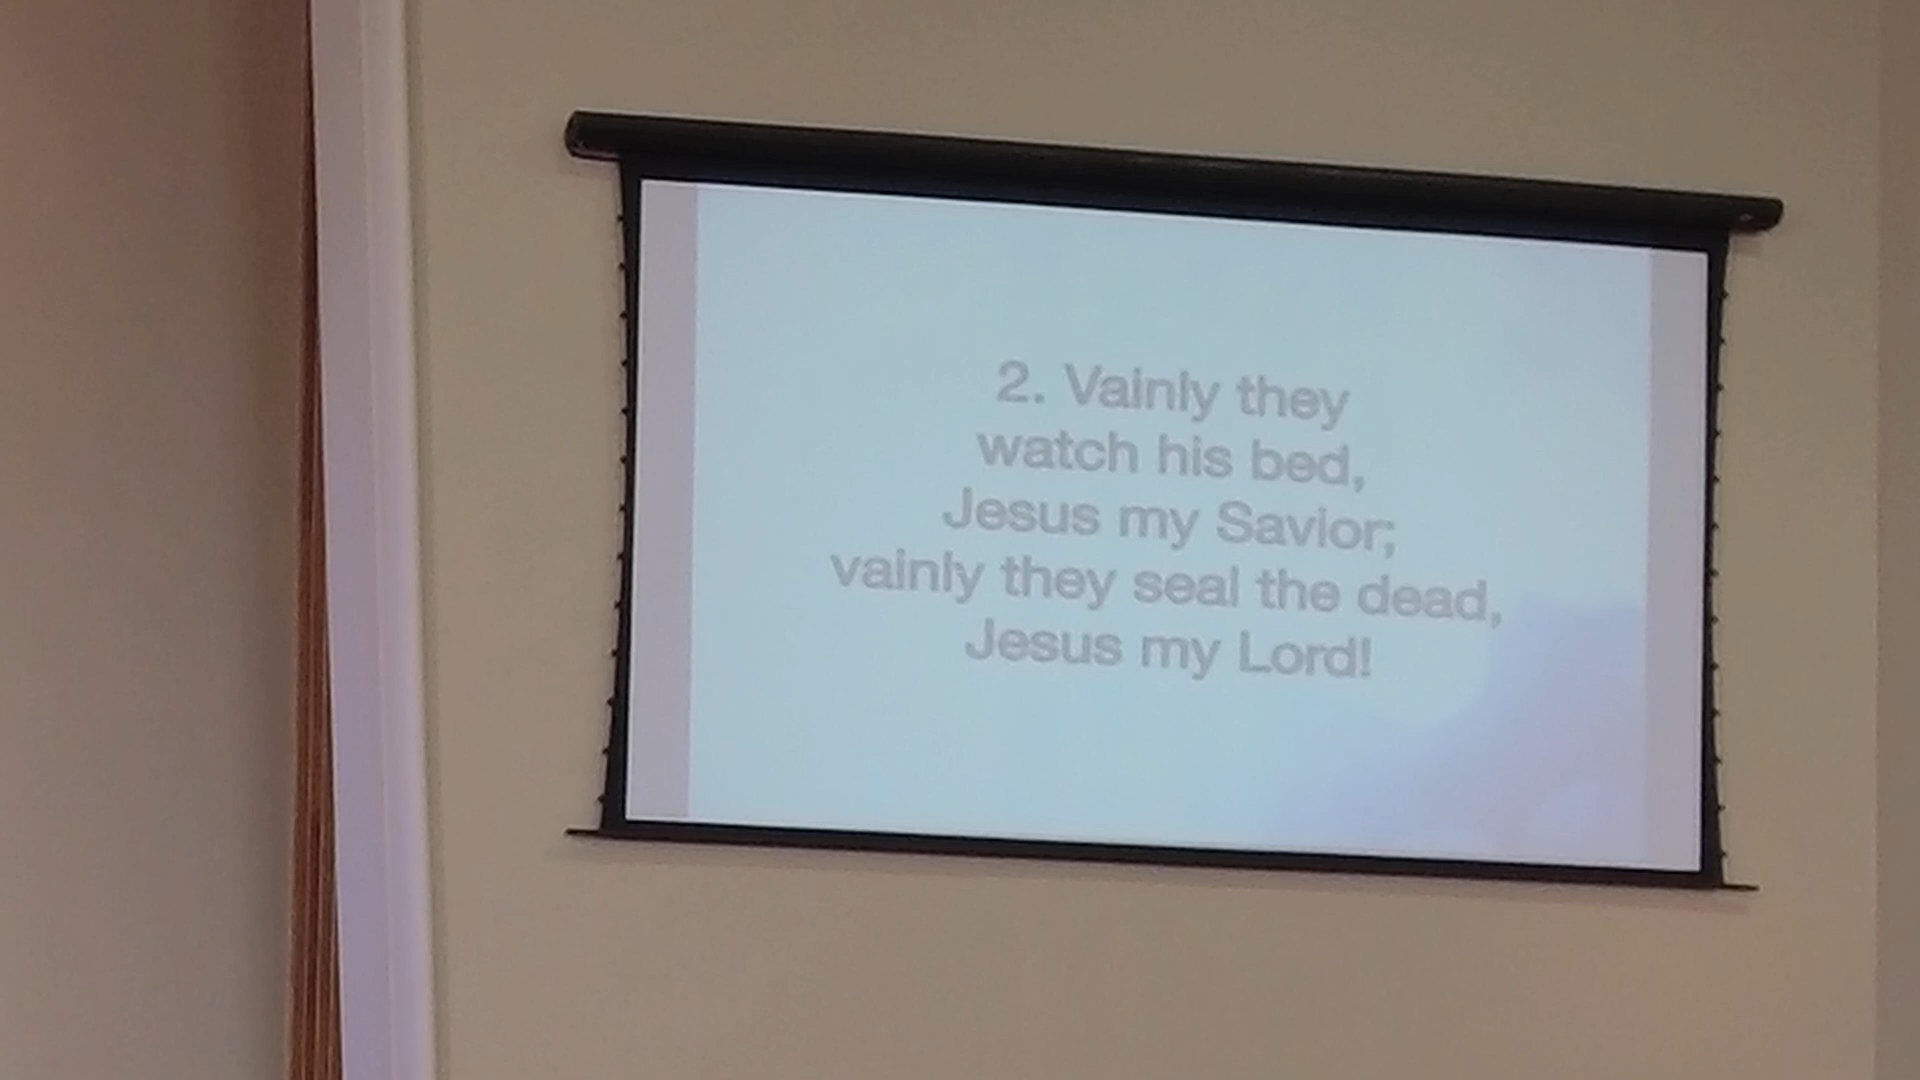 2. Vainly they
watch his bed,
Jesus my Savior;
vainly they seal the dead,
Jesus my Lord!